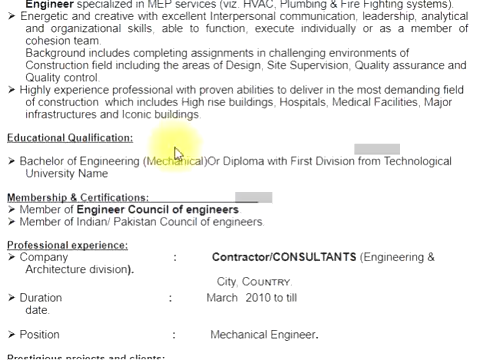 Engineer specialized in MEP services (viz. HVAC, Plumbing & Fire Fighting systems).
➢ Energetic and creative with excellent Interpersonal communication, leadership, analytical
and organizational skills, able to function, execute individually or as a member of
cohesion team.
Background includes completing assignments in challenging environments of
Construction field including the areas of Design, Site Supervision, Quality assurance and
Quality control.
➢ Highly experience professional with proven abilities to deliver in the most demanding field
of construction which includes High rise buildings, Hospitals, Medical Facilities, Major
infrastructures and Iconic buildings.
Educational Qualification:
➢ Bachelor of Engineering (Mechanical)Or Diploma with First Division from Technological
University Name
Membership & Certifications:
➢ Member of Engineer Council of engineers.
➢ Member of Indian/ Pakistan Council of engineers.
Professional experience:
➢ Company : Contractor/CONSULTANTS (Engineering &
Architecture division).
City, COUNTRY.
➢ Duration : March 2010 to till
date.
➢ Position : Mechanical Engineer.
Prestigious projects and clients: